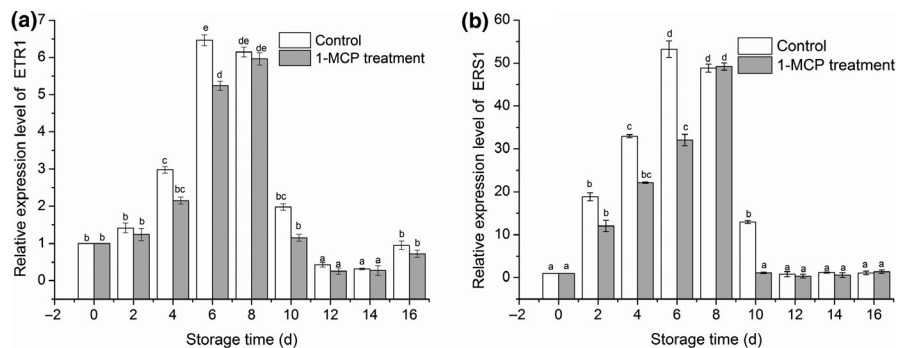 (a)
7
6
5
4
3
2
1
0
Relative expression level of ETR1
Control
1-MCP treatment
b b
b b
c bc
e d
de de
bc b
a a
a a
b b
−2 0 2 4 6 8 10 12 14 16
Storage time (d)
(b)
60
50
40
30
20
10
0
Relative expression level of ERS1
Control
1-MCP treatment
a a
b b
c bc
d c
d d
b a
a a
a a
a a
−2 0 2 4 6 8 10 12 14 16
Storage time (d)